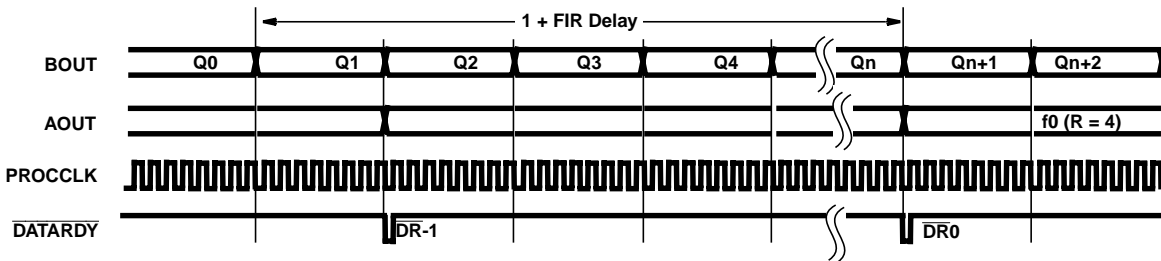 1 + FIR Delay
BOUT Q0 Q1 Q2 Q3 Q4 Qn Qn+1 Qn+2
AOUT f0 (R = 4)
PROCCLK
DATARDY DR-1 DR0